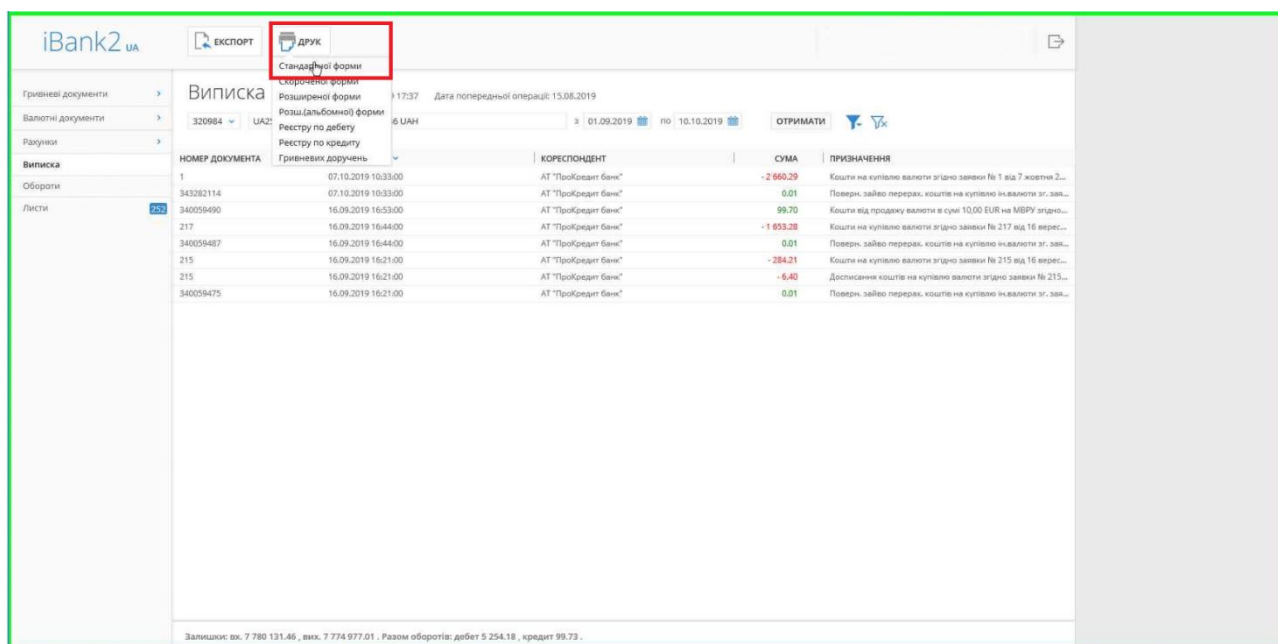 iBank2 UA
ЕКСПОРТ
ДРУК
Стандартної форми
Скороченої форми
Розширеної форми
Розш.(альбомної) форми
Реєстру по дебету
Реєстру по кредиту
Гривневих доручень
Гривневі документи
Валютні документи
Рахунки
Виписка
Обороти
Листи 252
Виписка 17:37 Дата попередньої операції: 15.08.2019
320984 6 UAH з 01.09.2019 по 10.10.2019 ОТРИМАТИ
НОМЕР ДОКУМЕНТА КОРЕСПОНДЕНТ СУМА ПРИЗНАЧЕННЯ
1 07.10.2019 10:33:00 АТ "ПроКредит банк" - 2 660.29 Кошти на купівлю валюти згідно заявки № 1 від 7 жовтня 2...
343282114 07.10.2019 10:33:00 АТ "ПроКредит банк" 0.01 Поверн. зайво перерах. коштів на купівлю ін.валюти зг. зая...
340059490 16.09.2019 16:53:00 АТ "ПроКредит банк" 99.70 Кошти від продажу валюти в сумі 10,00 EUR на МВРУ згідно...
217 16.09.2019 16:44:00 АТ "ПроКредит банк" - 1 653.28 Кошти на купівлю валюти згідно заявки № 217 від 16 верес...
340059487 16.09.2019 16:44:00 АТ "ПроКредит банк" 0.01 Поверн. зайво перерах. коштів на купівлю ін.валюти зг. зая...
215 16.09.2019 16:21:00 АТ "ПроКредит банк" - 284.21 Кошти на купівлю валюти згідно заявки № 215 від 16 верес...
215 16.09.2019 16:21:00 АТ "ПроКредит банк" - 6.40 Досписання коштів на купівлю валюти згідно заявки № 215...
340059475 16.09.2019 16:21:00 АТ "ПроКредит банк" 0.01 Поверн. зайво перерах. коштів на купівлю ін.валюти зг. зая...
Залишки: вх. 7 780 131.46 , вих. 7 774 977.01 . Разом оборотів: дебет 5 254.18 , кредит 99.73 .